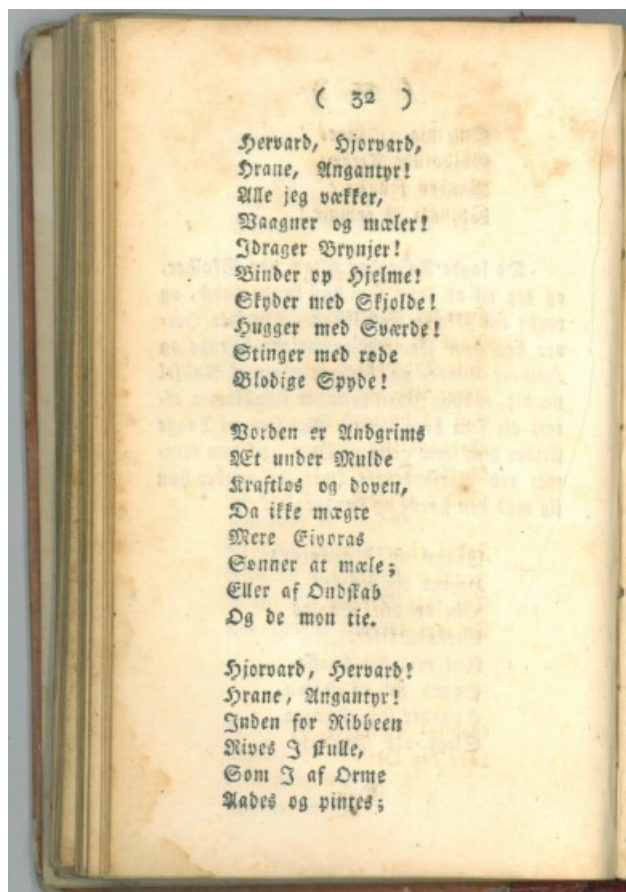 ( 32 )
Hervard, Hjorvard,
Hrane, Angantyr!
Alle jeg vækker,
Vaagner og mæler!
Idrager Brynjer!
Binder op Hjelme!
Skyder med Skjolde!
Hugger med Sværde!
Stinger med røde
Blodige Spyde!
Vorden er Andgrims
Æt under Mulde
Kraftløs og doven,
Da ikke mægte
Mere Eivoras
Sønner at mæle;
Eller af Ondskab
Og de mon tie.
Hjorvard, Hervard!
Hrane, Angantyr!
Inden for Ribbeen
Rives I skulle,
Som I af Orme
Aades og pintes;